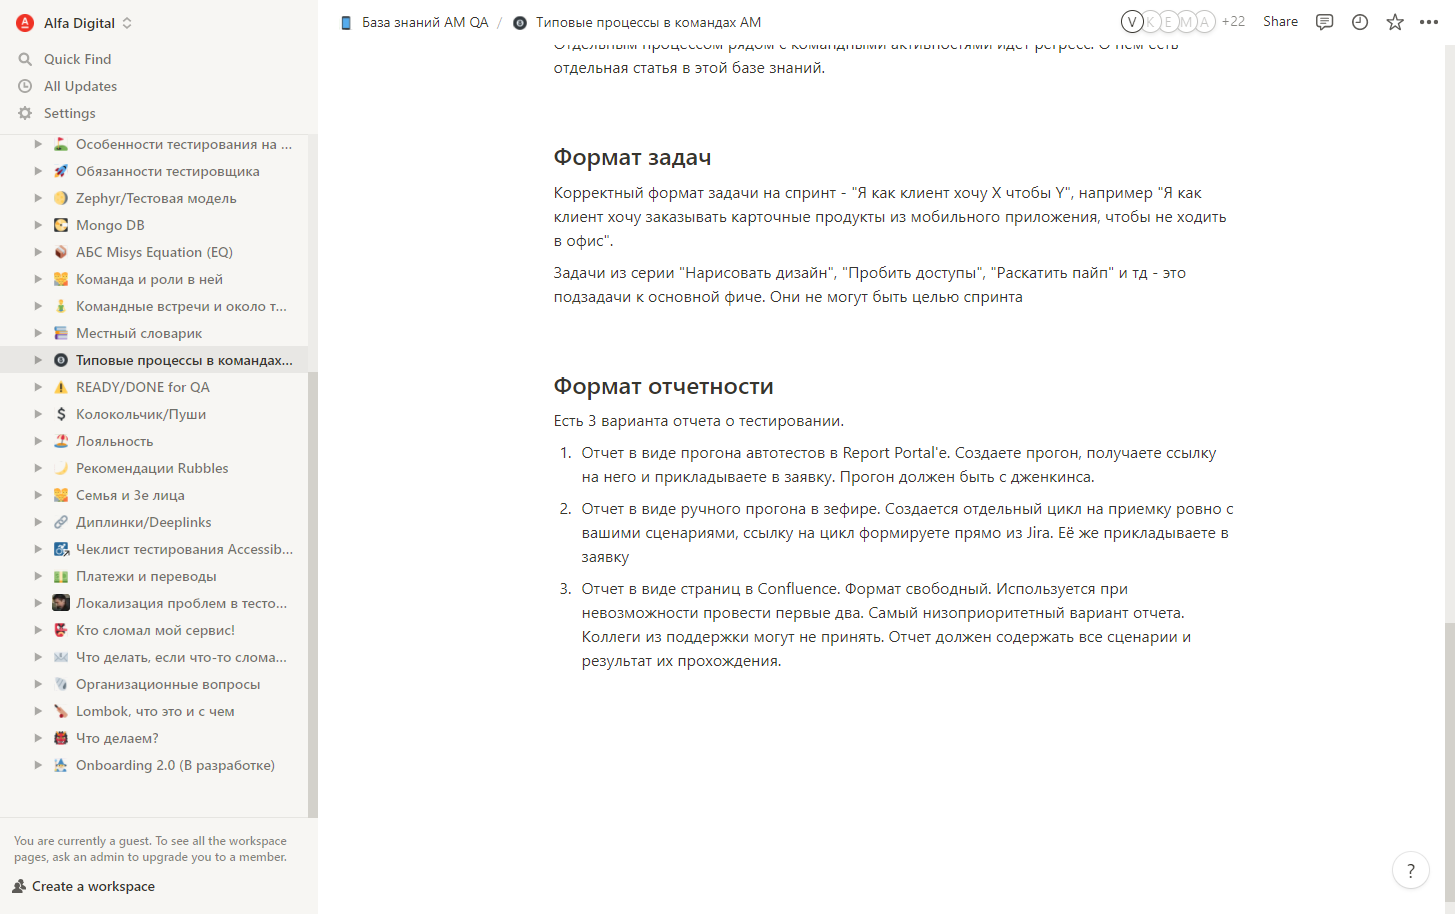 Alfa Digital
Quick Find
All Updates
Settings
Особенности тестирования на ...
Обязанности тестировщика
Zephyr/Тестовая модель
Mongo DB
АБС Misys Equation (EQ)
Команда и роли в ней
Командные встречи и около т...
Местный словарик
Типовые процессы в командах...
READY/DONE for QA
Колокольчик/Пуши
Лояльность
Рекомендации Rubbles
Семья и 3е лица
Диплинки/Deeplinks
Чеклист тестирования Accessib...
Платежи и переводы
Локализация проблем в тесто...
Кто сломал мой сервис!
Что делать, если что-то слома...
Организационные вопросы
Lombok, что это и с чем
Что делаем?
Onboarding 2.0 (В разработке)
You are currently a guest. To see all the workspace
pages, ask an admin to upgrade you to a member.
Create a workspace
База знаний AM QA / Типовые процессы в командах АМ
V K E M A +22 Share
Отдельным процессом рядом с командными активностями идет регресс. О нем есть
отдельная статья в этой базе знаний.
Формат задач
Корректный формат задачи на спринт - "Я как клиент хочу X чтобы Y", например "Я как
клиент хочу заказывать карточные продукты из мобильного приложения, чтобы не ходить
в офис".
Задачи из серии "Нарисовать дизайн", "Пробить доступы", "Раскатить пайп" и тд - это
подзадачи к основной фиче. Они не могут быть целью спринта
Формат отчетности
Есть 3 варианта отчета о тестировании.
1. Отчет в виде прогона автотестов в Report Portal'е. Создаете прогон, получаете ссылку
на него и прикладываете в заявку. Прогон должен быть с дженкинса.
2. Отчет в виде ручного прогона в зефире. Создается отдельный цикл на приемку ровно с
вашими сценариями, ссылку на цикл формируете прямо из Jira. Её же прикладываете в
заявку
3. Отчет в виде страниц в Confluence. Формат свободный. Используется при
невозможности провести первые два. Самый низоприоритетный вариант отчета.
Коллеги из поддержки могут не принять. Отчет должен содержать все сценарии и
результат их прохождения.
?